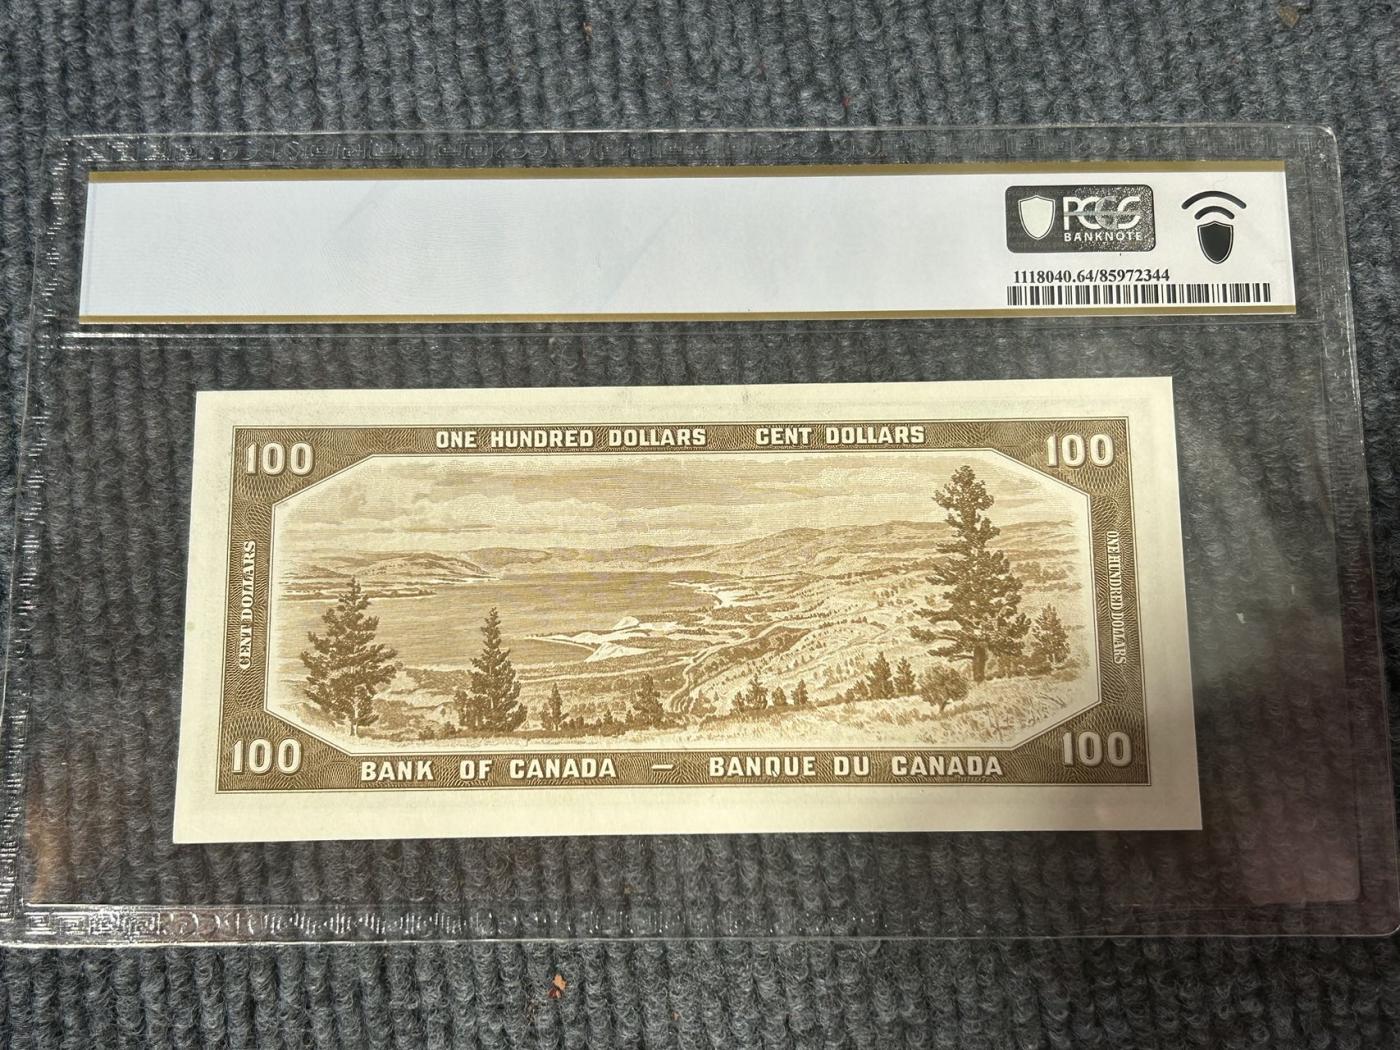 PCGS
BANKNOTE
1118040.64/85972344
100 ONE HUNDRED DOLLARS CENT DOLLARS 100
CENT DOLLARS
ONE HUNDRED DOLLARS
100 BANK OF CANADA — BANQUE DU CANADA 100